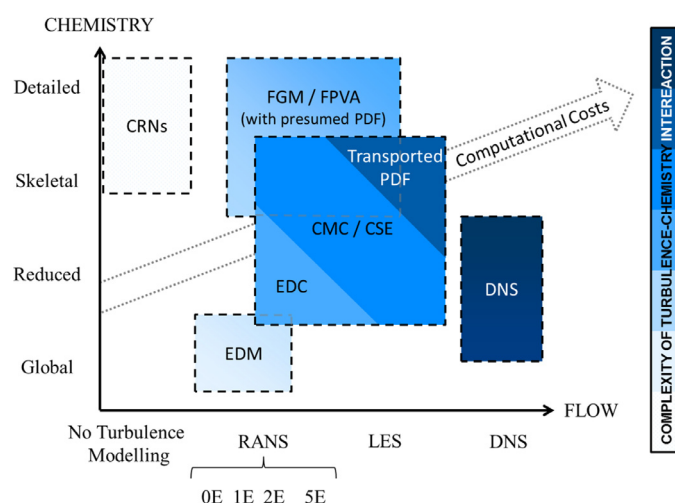 CHEMISTRY
Detailed
Skeletal
Reduced
Global
CRNs
FGM / FPVA
(with presumed PDF)
Transported
PDF
CMC / CSE
EDC
EDM
DNS
Computational Costs
FLOW
No Turbulence
Modelling
RANS
LES
DNS
0E 1E 2E 5E
COMPLEXITY OF TURBULENCE-CHEMISTRY INTEREACTION